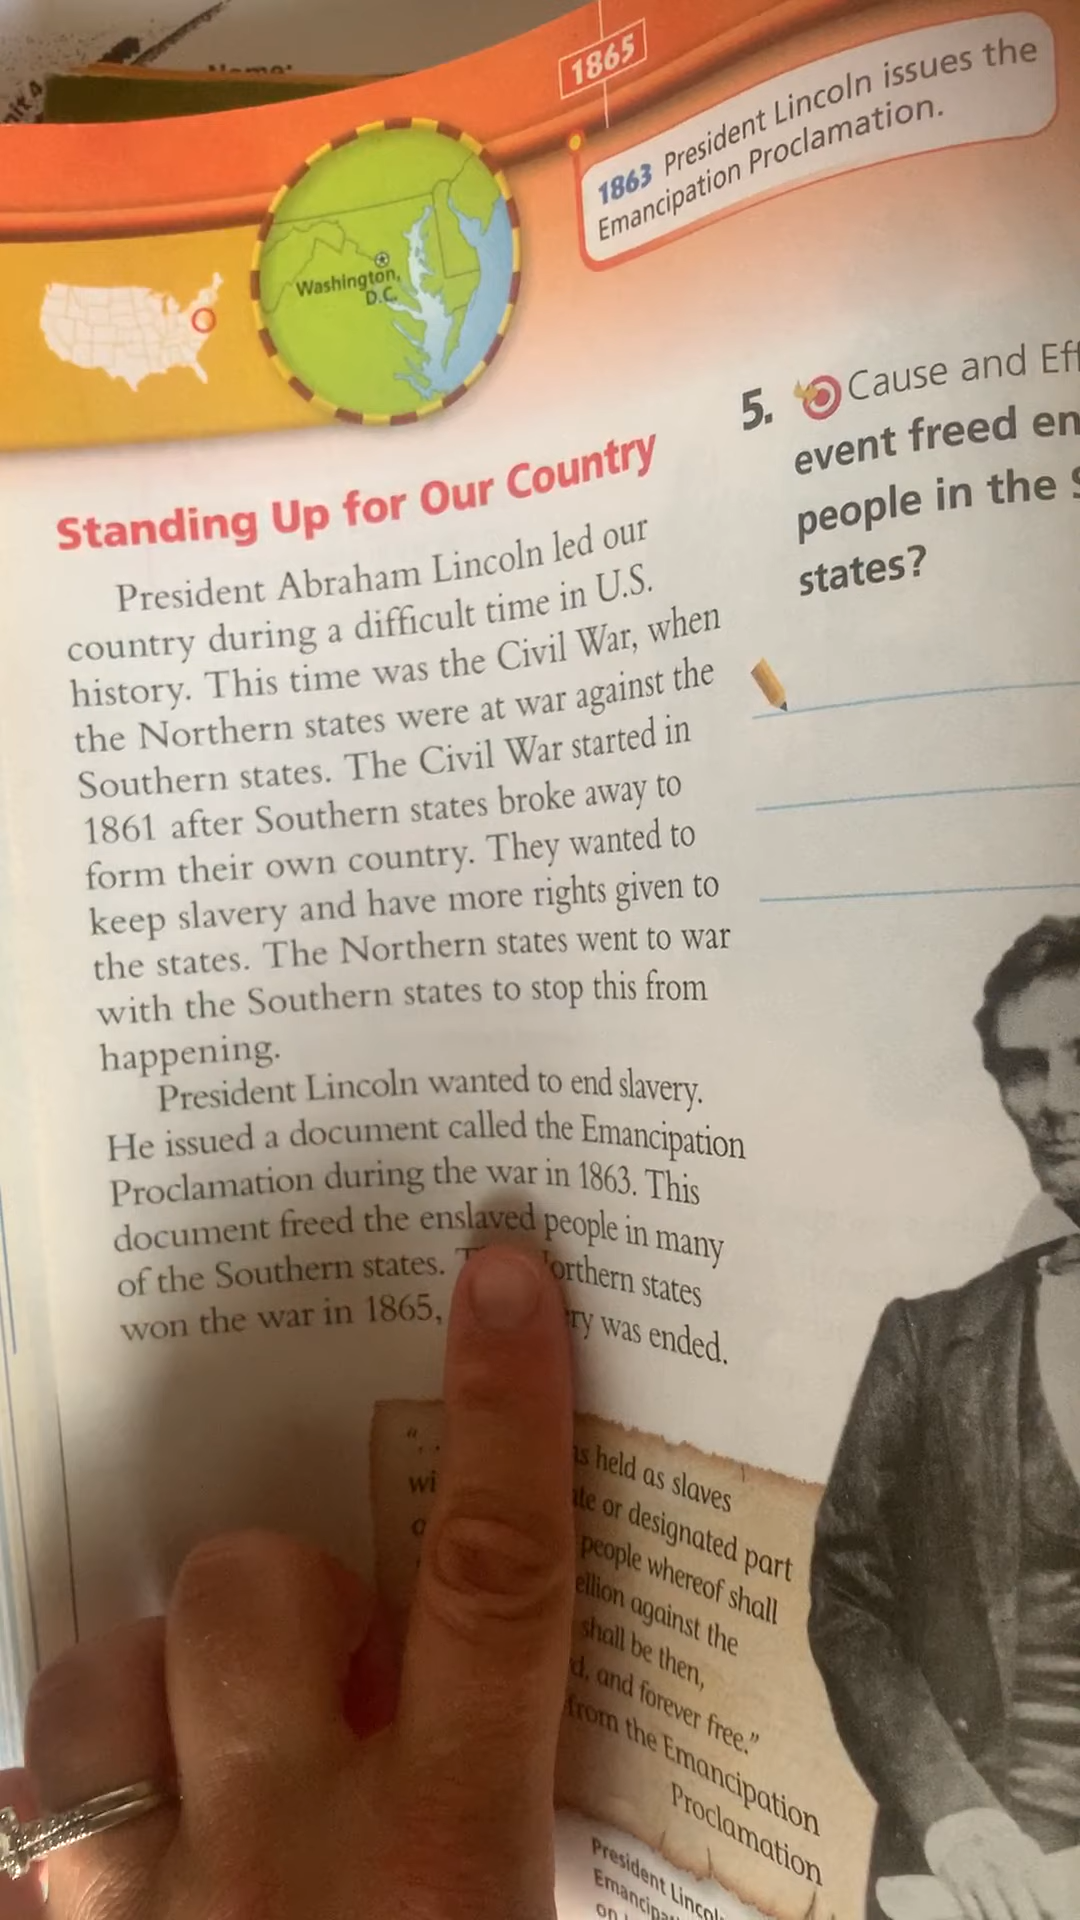 1865
1863 President Lincoln issues the
Emancipation Proclamation.
Washington,
D.C.
Standing Up for Our Country
President Abraham Lincoln led our
country during a difficult time in U.S.
history. This time was the Civil War, when
the Northern states were at war against the
Southern states. The Civil War started in
1861 after Southern states broke away to
form their own country. They wanted to
keep slavery and have more rights given to
the states. The Northern states went to war
with the Southern states to stop this from
happening.
President Lincoln wanted to end slavery.
He issued a document called the Emancipation
Proclamation during the war in 1863. This
document freed the enslaved people in many
of the Southern states. states
won the war in 1865, was ended.
5. Cause and
event freed
people in the
states?
held as slaves
or designated part
people whereof shall
against the
shall be then,
and forever free.”
from the Emancipation
Proclamation
President
on